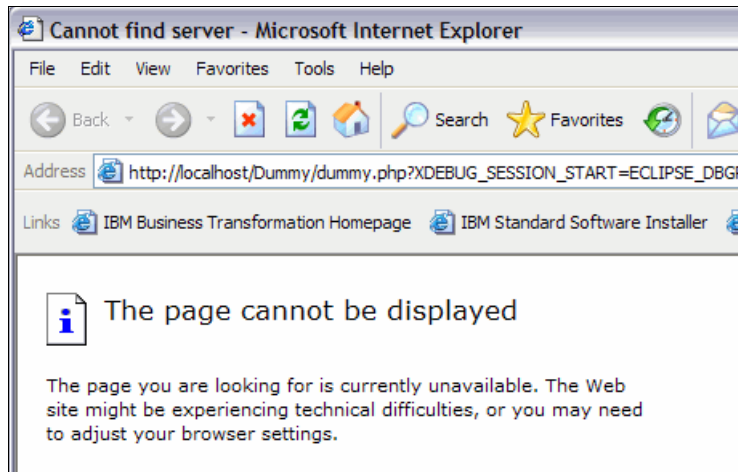 Cannot find server - Microsoft Internet Explorer
File Edit View Favorites Tools Help
Back Search Favorites
Address http://localhost/Dummy/dummy.php?XDEBUG_SESSION_START=ECLIPSE_DBG
Links IBM Business Transformation Homepage IBM Standard Software Installer
The page cannot be displayed
The page you are looking for is currently unavailable. The Web
site might be experiencing technical difficulties, or you may need
to adjust your browser settings.